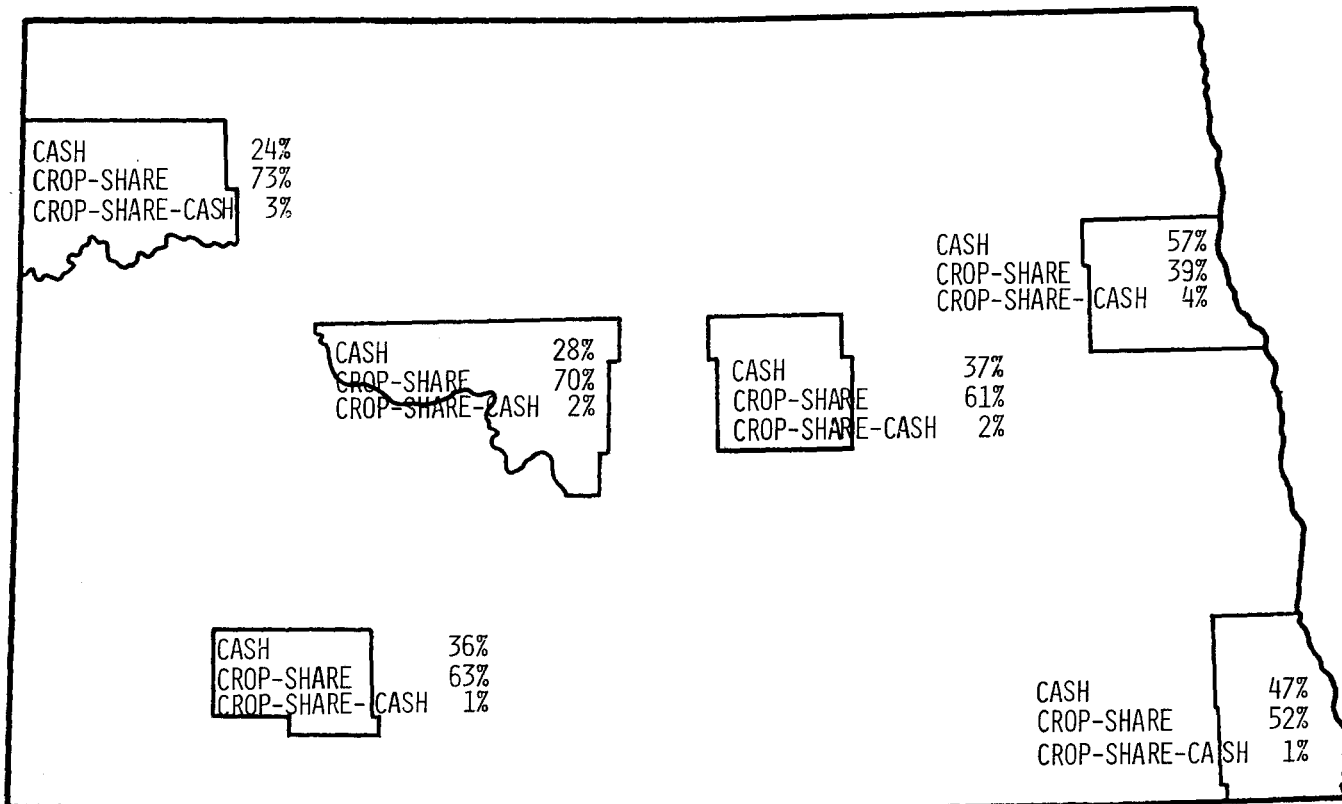 CASH 24%
CROP-SHARE 73%
CROP-SHARE-CASH 3%
CASH 57%
CROP-SHARE 39%
CROP-SHARE-CASH 4%
CASH 28%
CROP-SHARE 70%
CROP-SHARE-CASH 2%
CASH 37%
CROP-SHARE 61%
CROP-SHARE-CASH 2%
CASH 36%
CROP-SHARE 63%
CROP-SHARE-CASH 1%
CASH 47%
CROP-SHARE 52%
CROP-SHARE-CASH 1%